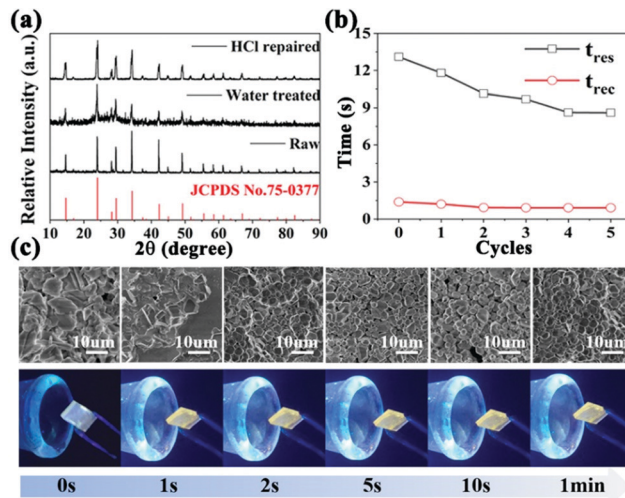 (a)
Relative Intensity (a.u.)
HCl repaired
Water treated
Raw
JCPDS No.75-0377
10 20 30 40 50 60 70 80 90
2θ (degree)
(b)
Time (s)
15
12
9
6
3
0
t_res
t_rec
0 1 2 3 4 5
Cycles
(c)
10um 10um 10um 10um 10um 10um
0s 1s 2s 5s 10s 1min